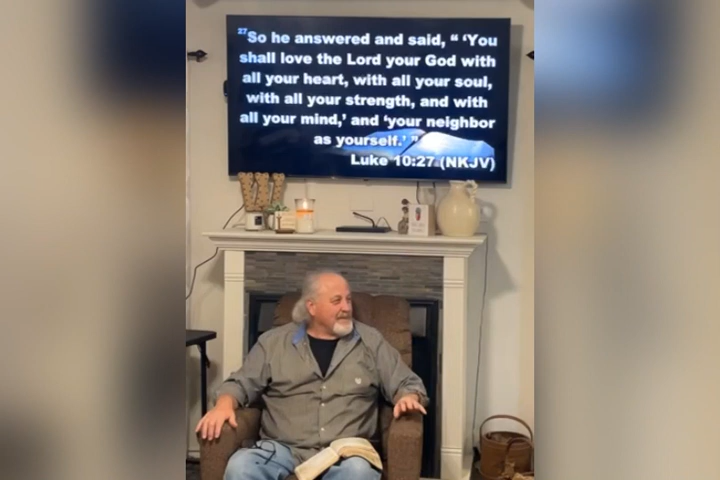 27So he answered and said, “ ‘You
shall love the Lord your God with
all your heart, with all your soul,
with all your strength, and with
all your mind,’ and ‘your neighbor
as yourself.’ ”
Luke 10:27 (NKJV)
W